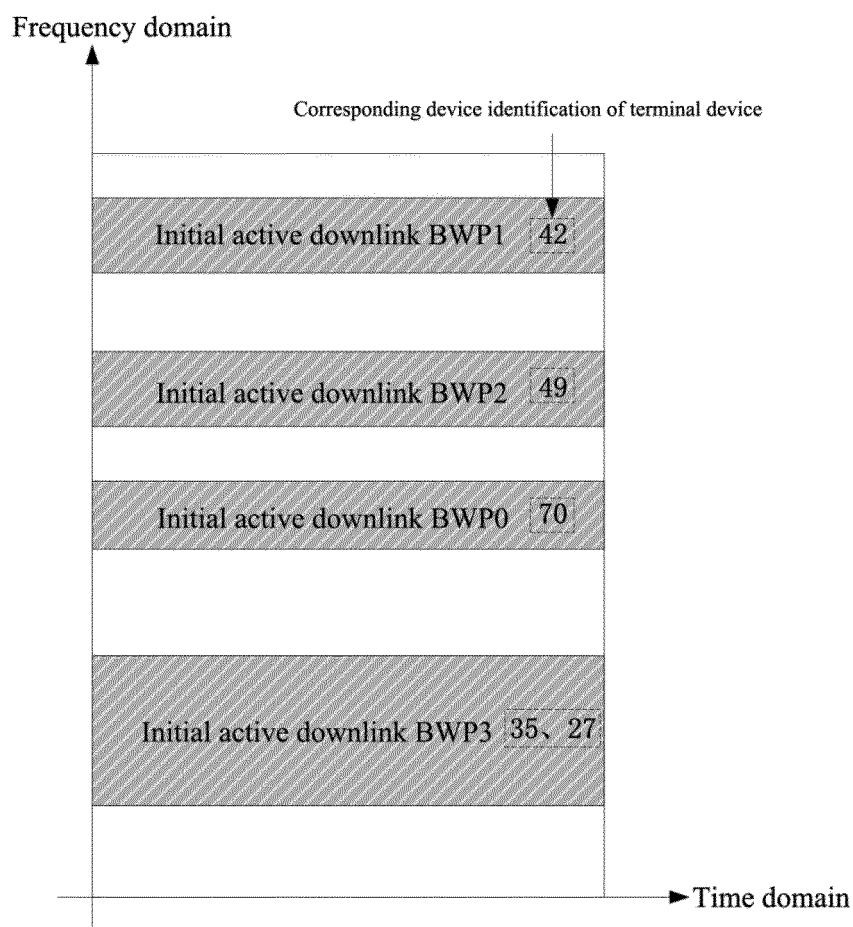 Frequency domain
Corresponding device identification of terminal device
Initial active downlink BWP1 42
Initial active downlink BWP2 49
Initial active downlink BWP0 70
Initial active downlink BWP3 35、27
Time domain